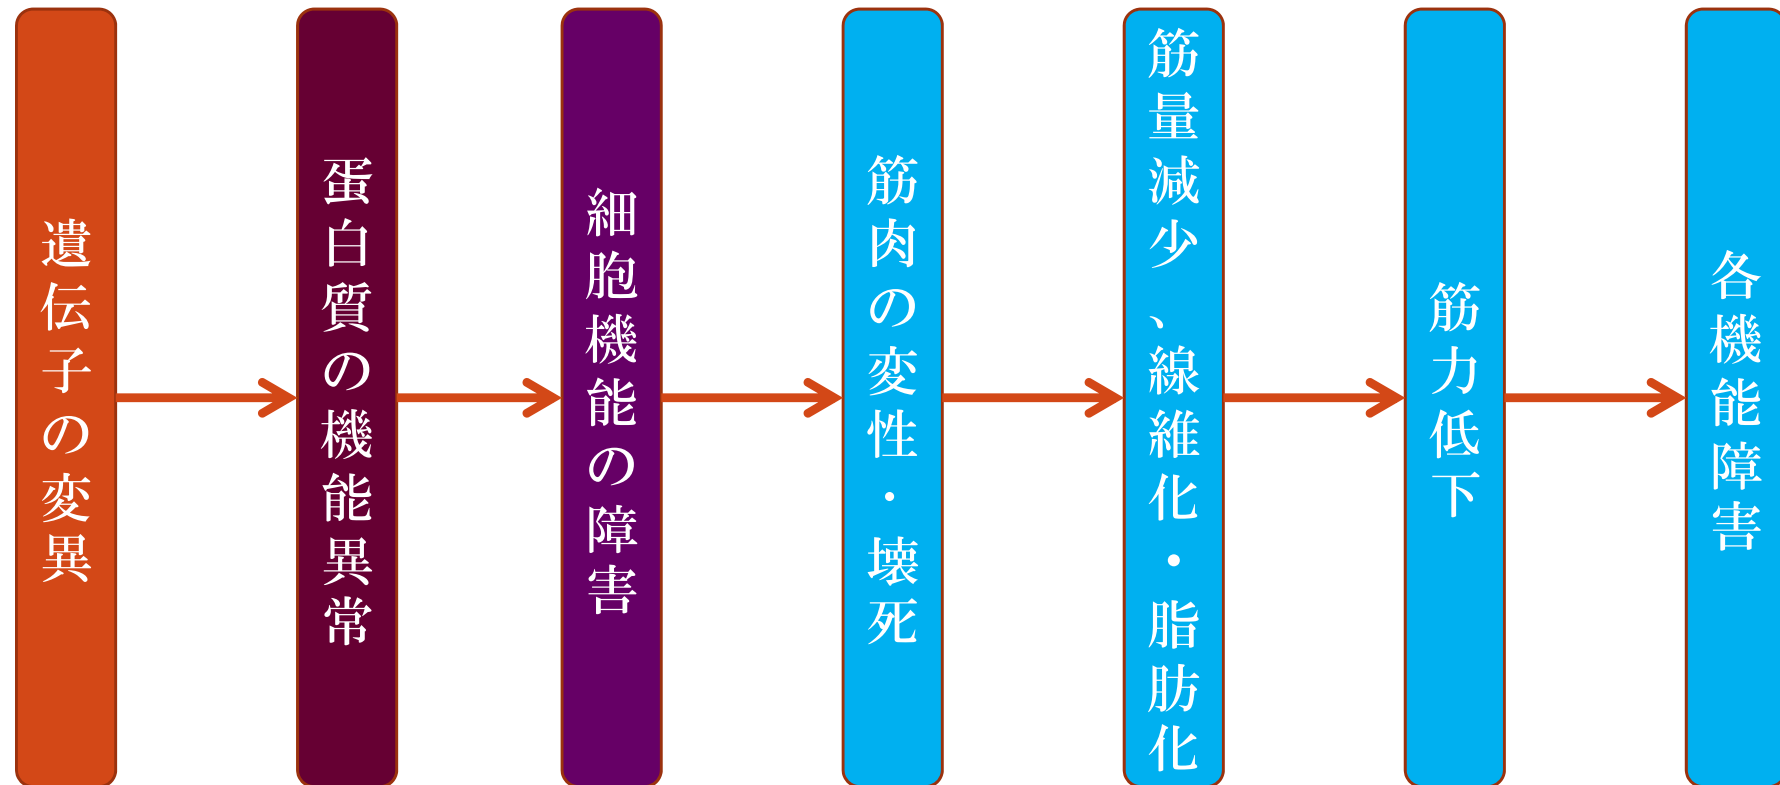 遺伝子の変異
蛋白質の機能異常
細胞機能の障害
筋肉の変性・壊死
筋量減少、線維化・脂肪化
筋力低下
各機能障害